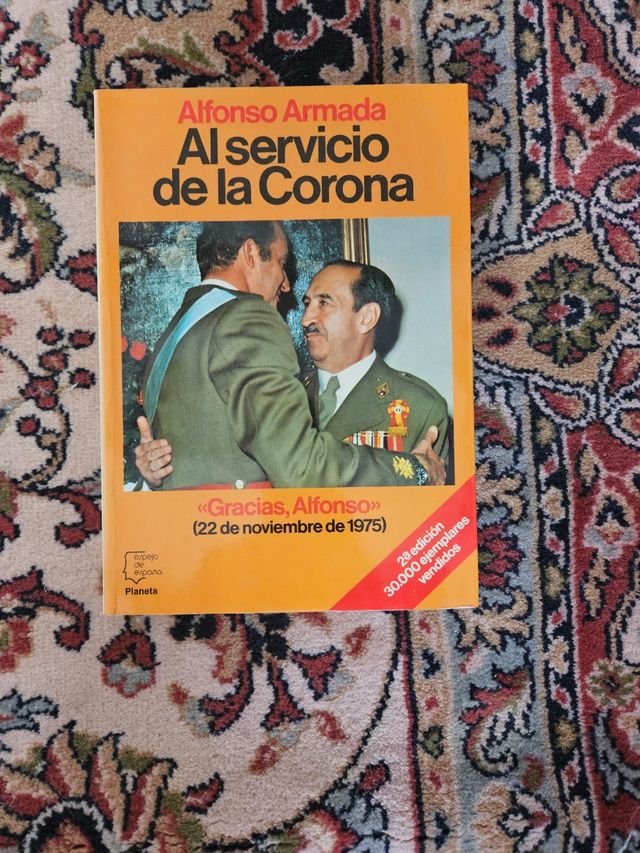 Alfonso Armada
Al servicio
de la Corona
«Gracias, Alfonso»
(22 de noviembre de 1975)
2ª edición
30.000 ejemplares
vendidos
espejo
de
españa
Planeta